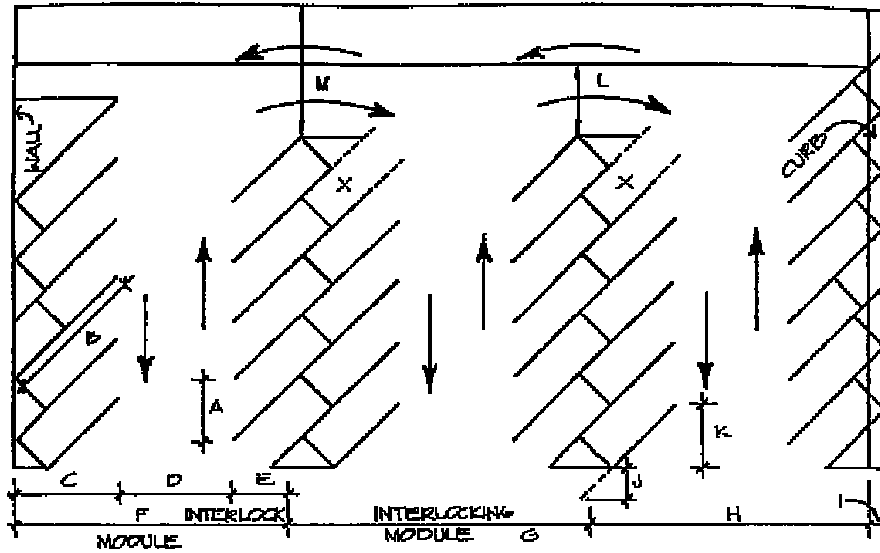 M
L
WALL
CURB
X
X
B
A
K
J
C
D
E
F
INTERLOCK
INTERLOCKING
H
I
MODULE
MODULE
G